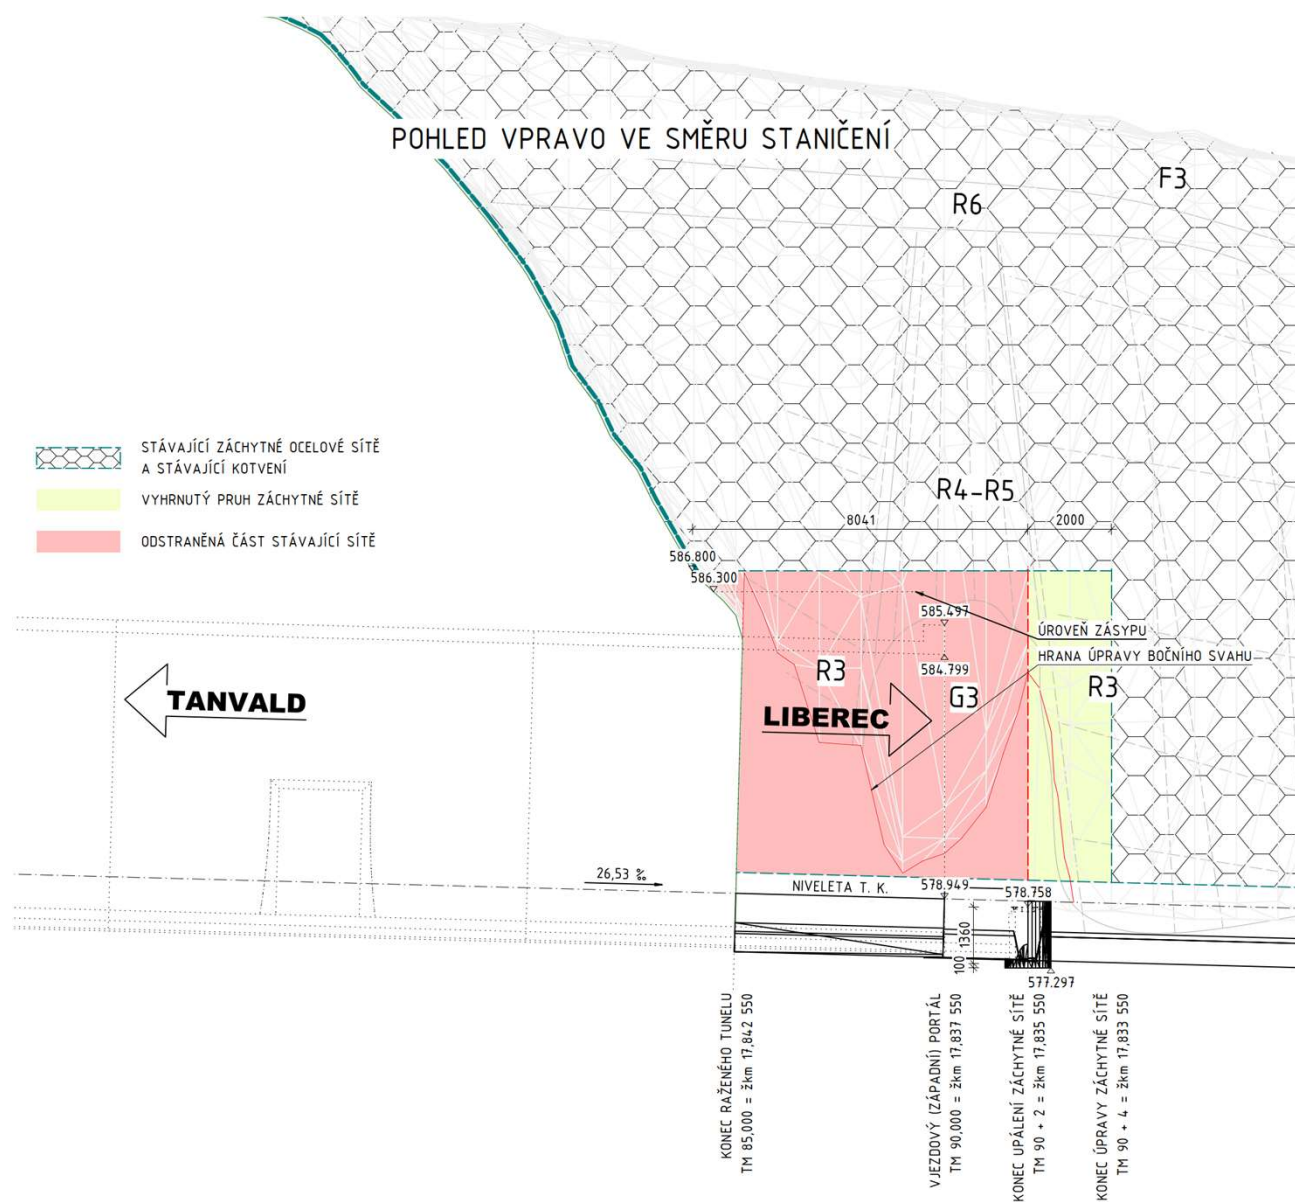 POHLED VPRAVO VE SMĚRU STANIČENÍ
F3
R6
STÁVAJÍCÍ ZÁCHYTNÉ OCELOVÉ SÍTĚ
A STÁVAJÍCÍ KOTVENÍ
VYHRNUTÝ PRUH ZÁCHYTNÉ SÍTĚ
ODSTRANĚNÁ ČÁST STÁVAJÍCÍ SÍTĚ
R4-R5
8041
2000
586.800
586.300
585.497
ÚROVEŇ ZÁSYPU
HRANA ÚPRAVY BOČNÍHO SVAHU
584.799
R3
G3
R3
TANVALD
LIBEREC
26,53 ‰
NIVELETA T. K.
578.949
578.758
1360
100
577.297
KONEC RAŽENÉHO TUNELU
TM 85,000 = žkm 17,842 550
VJEZDOVÝ (ZÁPADNÍ) PORTÁL
TM 90,000 = žkm 17,837 550
KONEC UPÁLENÍ ZÁCHYTNÉ SÍTĚ
TM 90 + 2 = žkm 17,835 550
KONEC ÚPRAVY ZÁCHYTNÉ SÍTĚ
TM 90 + 4 = žkm 17,833 550